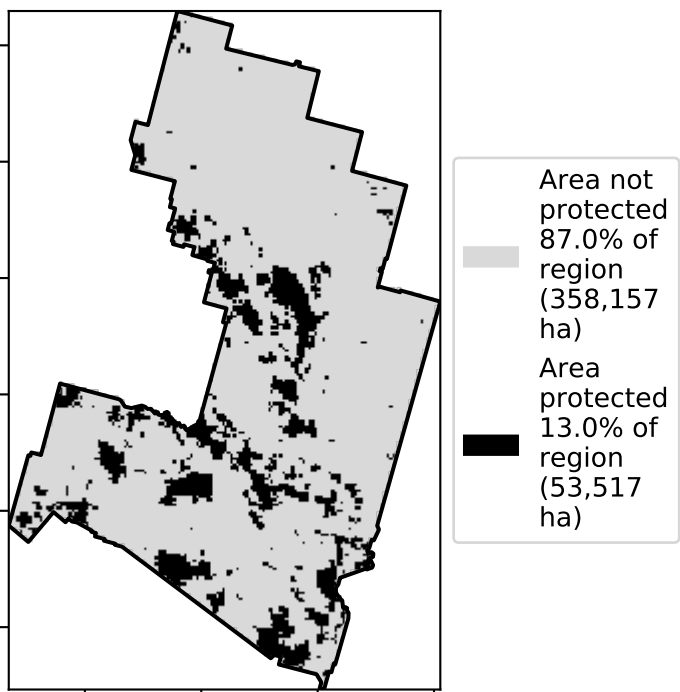 Area not
protected
87.0% of
region
(358,157
ha)
Area
protected
13.0% of
region
(53,517
ha)